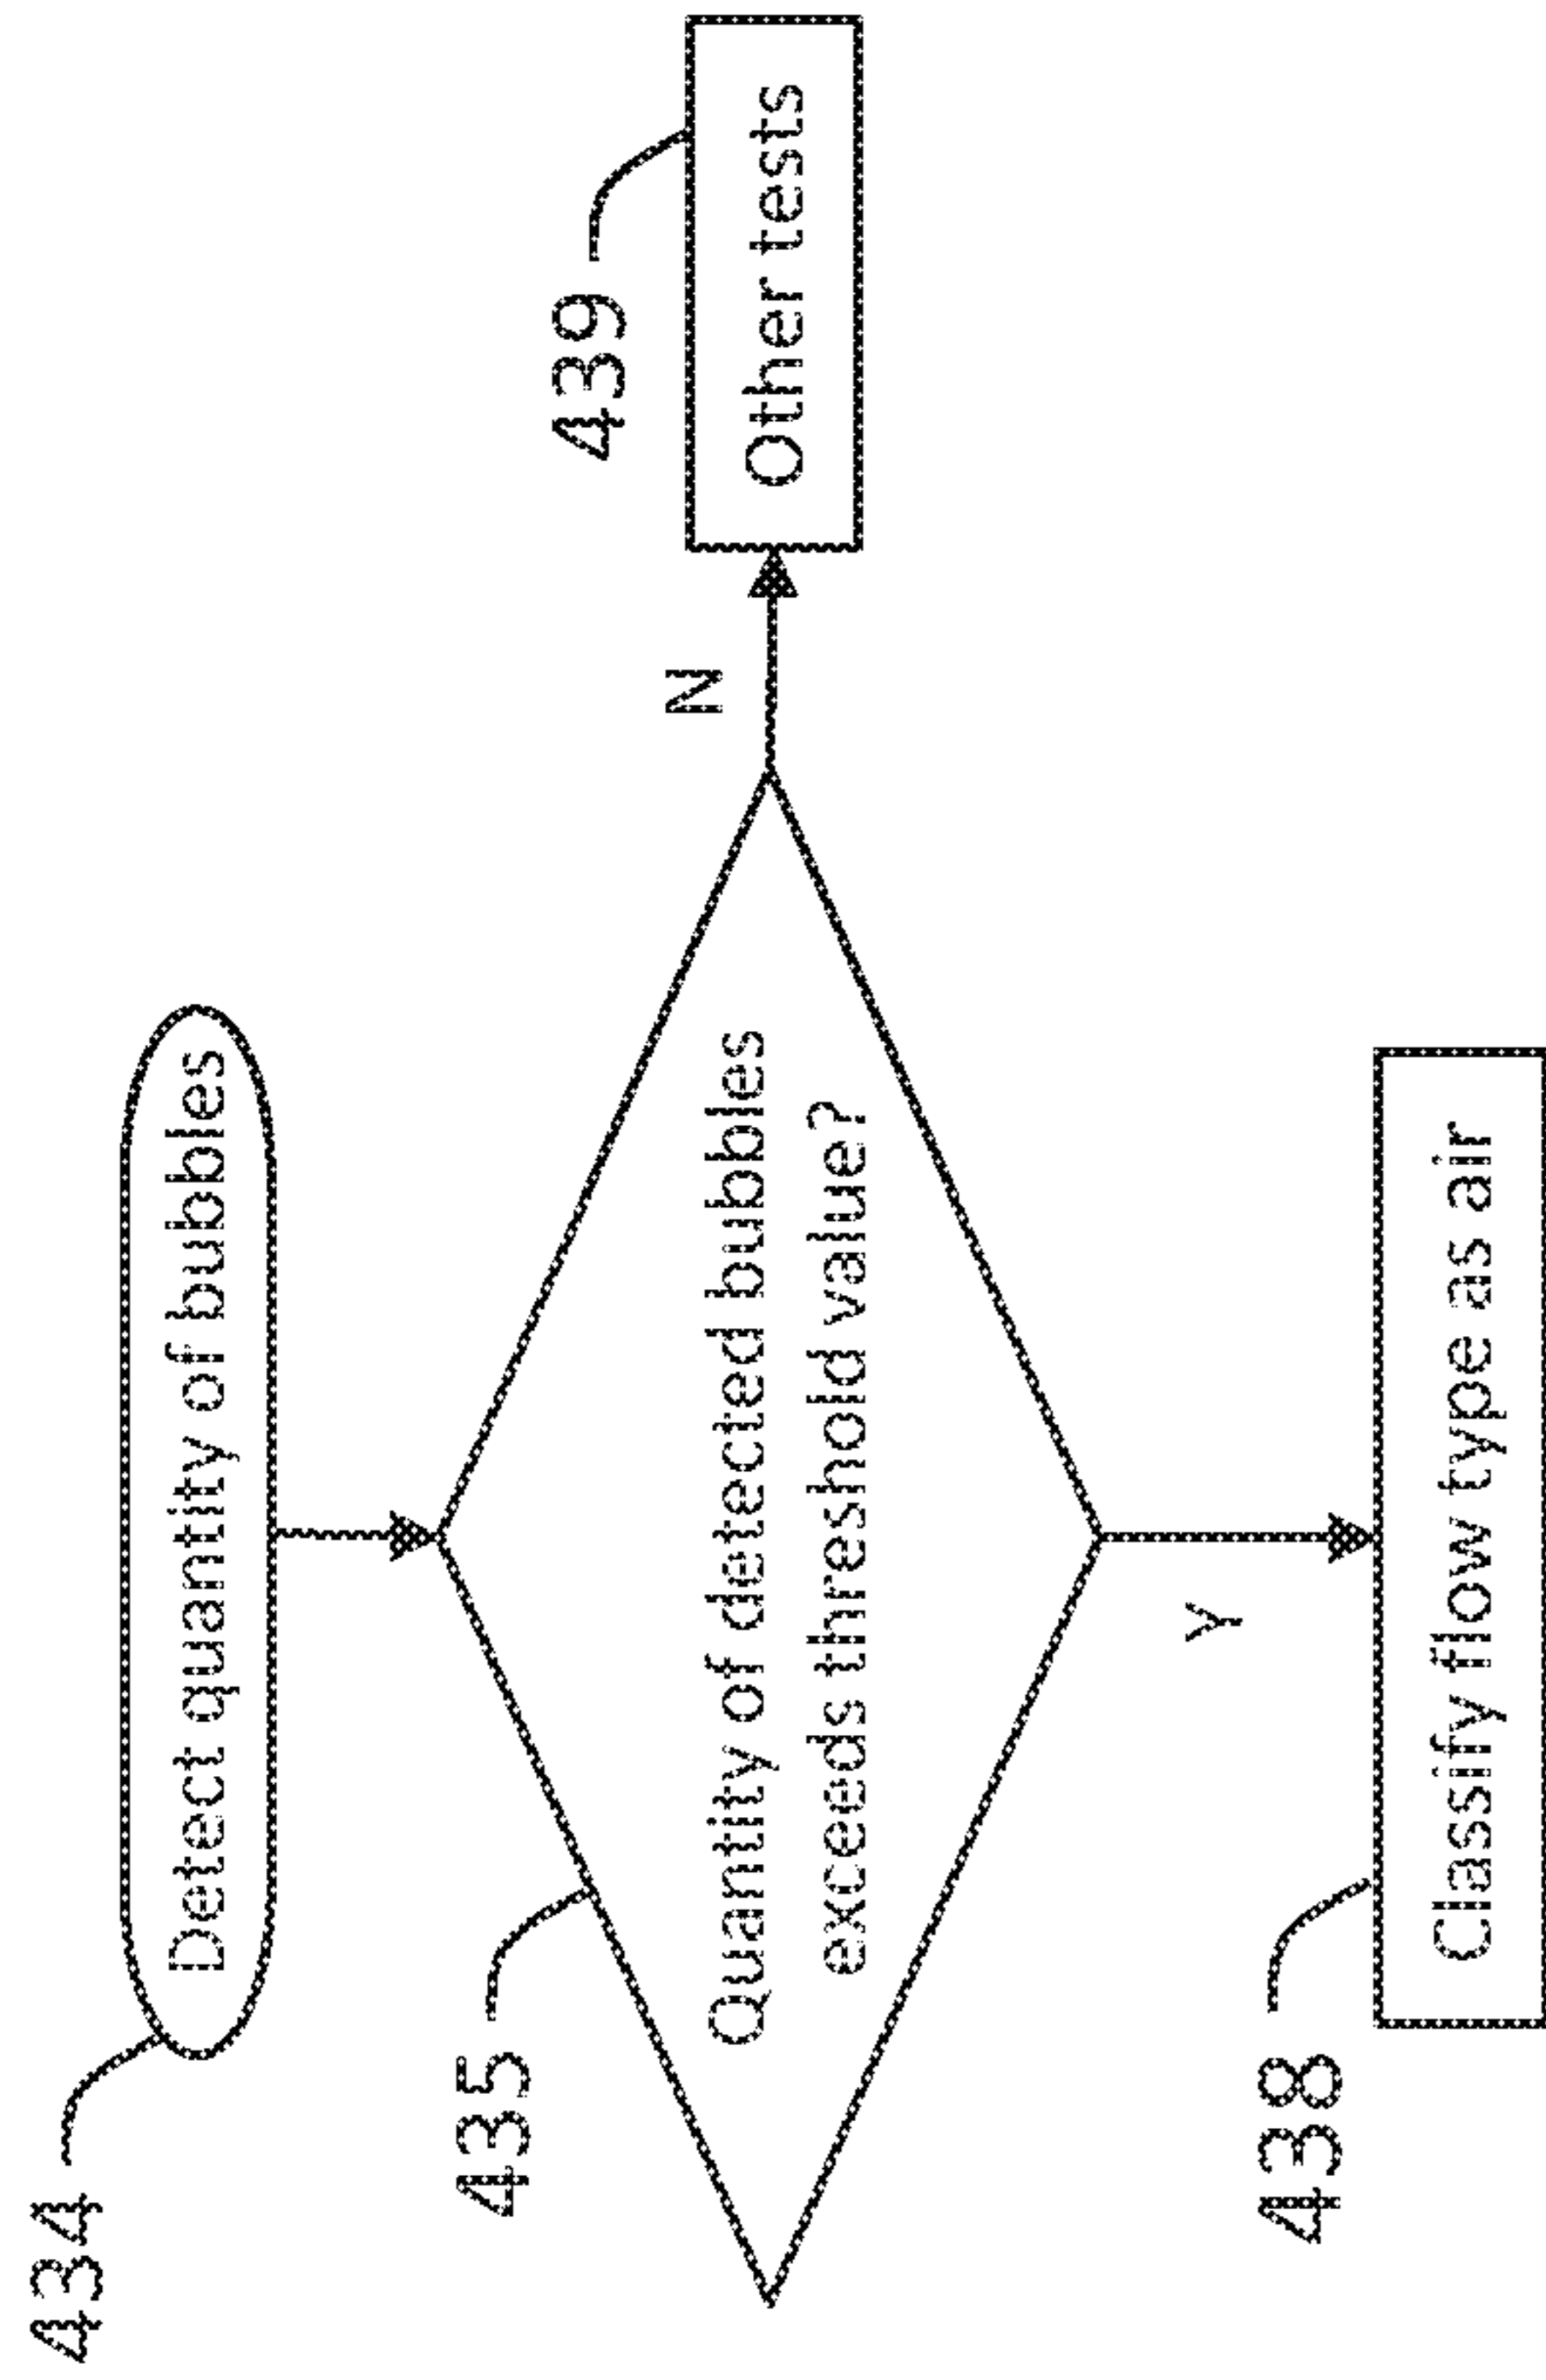 434
Detect quantity of bubbles
435
Quantity of detected bubbles
exceeds threshold value?
N
439
Other tests
Y
438
Classify flow type as air